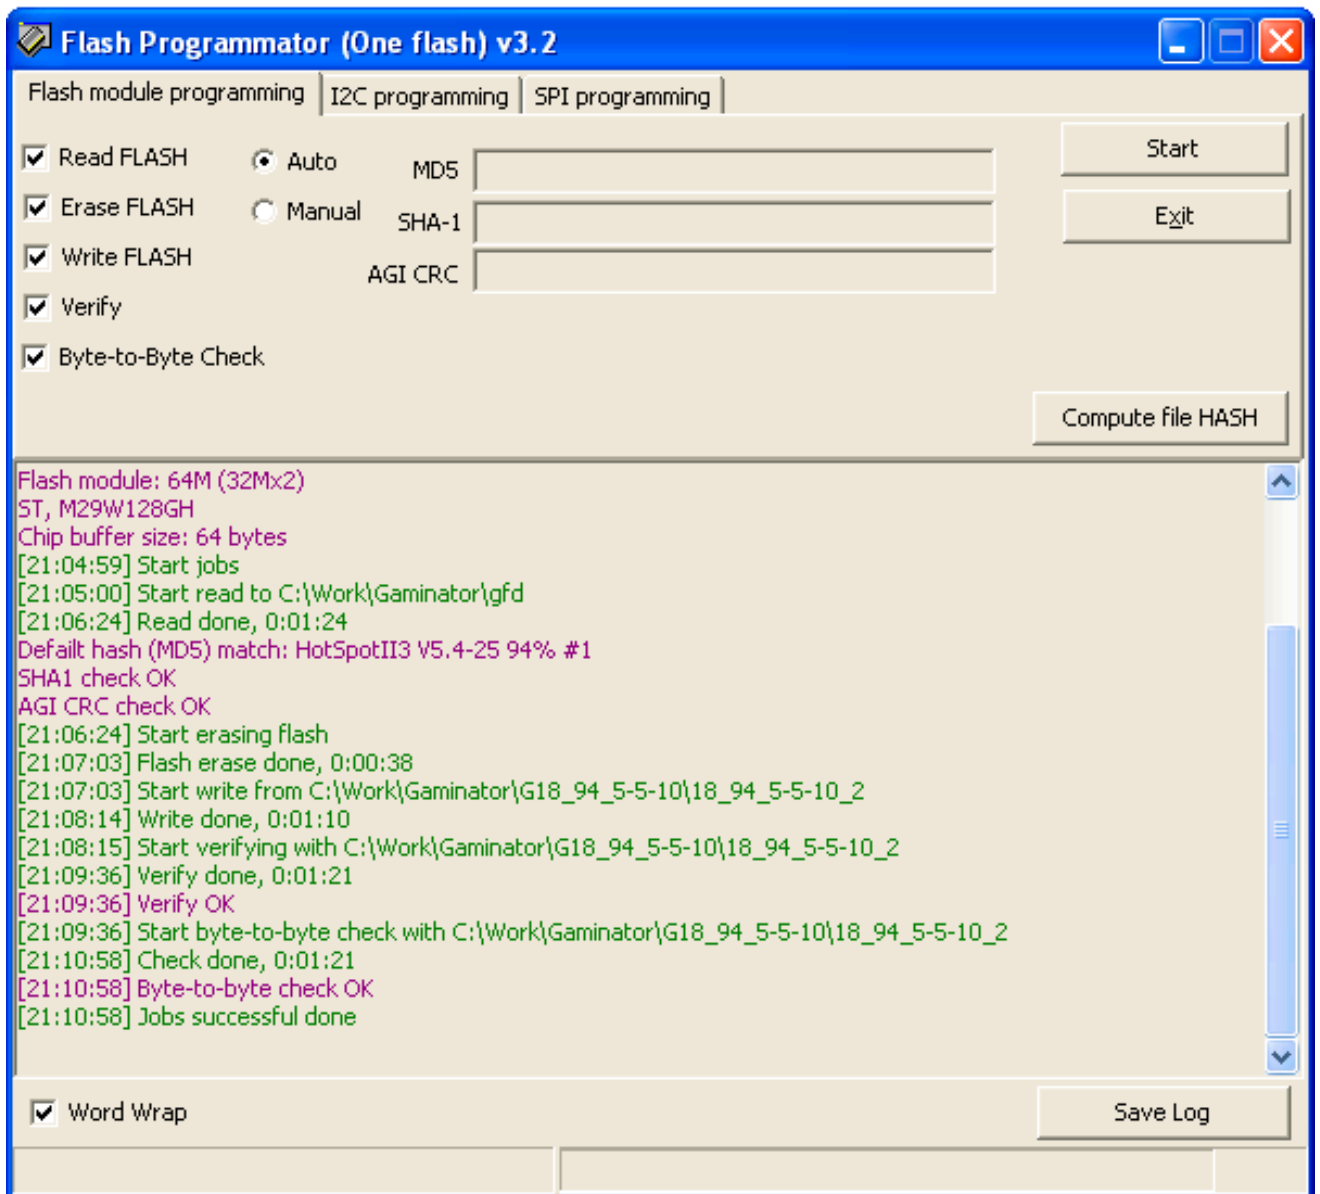 Flash Programmator (One flash) v3.2
Flash module programming I2C programming SPI programming
Read FLASH Auto MD5 Start
Erase FLASH Manual SHA-1 Exit
Write FLASH AGI CRC
Verify
Byte-to-Byte Check
Compute file HASH
Flash module: 64M (32Mx2)
ST, M29W128GH
Chip buffer size: 64 bytes
[21:04:59] Start jobs
[21:05:00] Start read to C:\Work\Gaminator\gfd
[21:06:24] Read done, 0:01:24
Defailt hash (MD5) match: HotSpotII3 V5.4-25 94% #1
SHA1 check OK
AGI CRC check OK
[21:06:24] Start erasing flash
[21:07:03] Flash erase done, 0:00:38
[21:07:03] Start write from C:\Work\Gaminator\G18_94_5-5-10\18_94_5-5-10_2
[21:08:14] Write done, 0:01:10
[21:08:15] Start verifying with C:\Work\Gaminator\G18_94_5-5-10\18_94_5-5-10_2
[21:09:36] Verify done, 0:01:21
[21:09:36] Verify OK
[21:09:36] Start byte-to-byte check with C:\Work\Gaminator\G18_94_5-5-10\18_94_5-5-10_2
[21:10:58] Check done, 0:01:21
[21:10:58] Byte-to-byte check OK
[21:10:58] Jobs successful done
Word Wrap Save Log